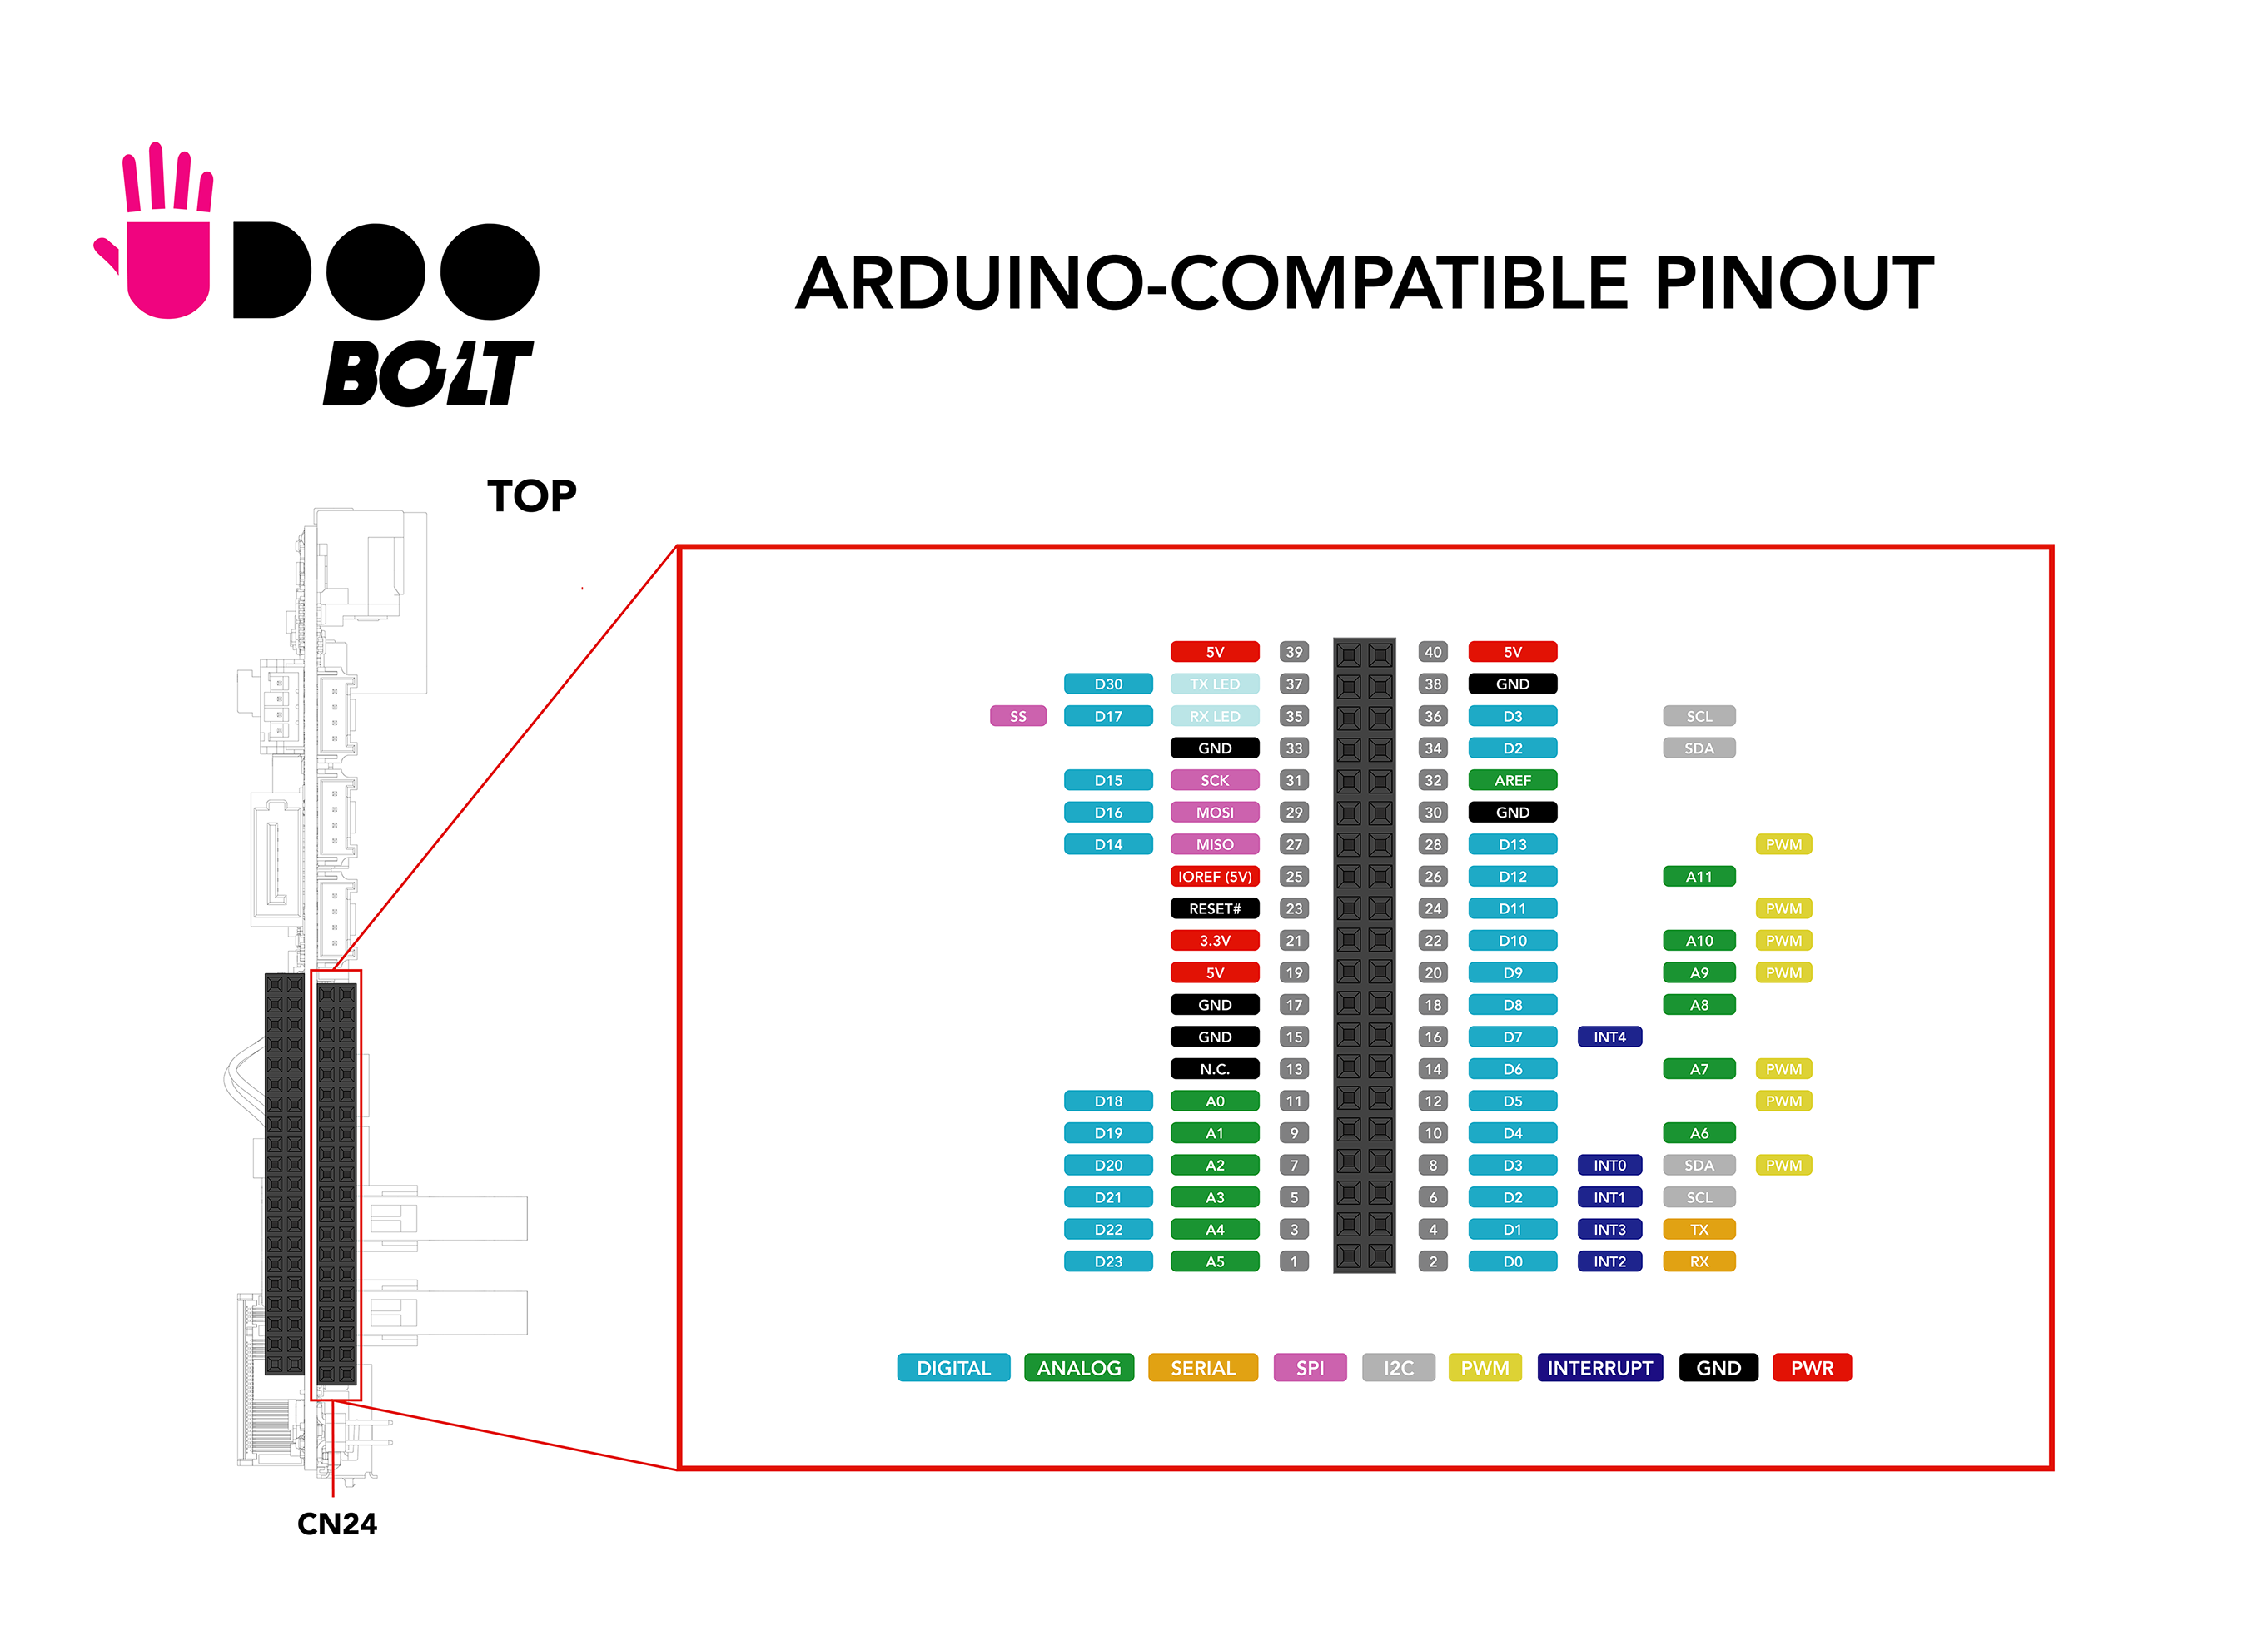 UDOO
BOLT
ARDUINO-COMPATIBLE PINOUT
TOP
5V 39 40 5V
D30 TX LED 37 38 GND
SS D17 RX LED 35 36 D3 SCL
GND 33 34 D2 SDA
D15 SCK 31 32 AREF
D16 MOSI 29 30 GND
D14 MISO 27 28 D13 PWM
IOREF (5V) 25 26 D12 A11
RESET# 23 24 D11 PWM
3.3V 21 22 D10 A10 PWM
5V 19 20 D9 A9 PWM
GND 17 18 D8 A8
GND 15 16 D7 INT4
N.C. 13 14 D6 A7 PWM
D18 A0 11 12 D5 PWM
D19 A1 9 10 D4 A6
D20 A2 7 8 D3 INT0 SDA PWM
D21 A3 5 6 D2 INT1 SCL
D22 A4 3 4 D1 INT3 TX
D23 A5 1 2 D0 INT2 RX
DIGITAL ANALOG SERIAL SPI I2C PWM INTERRUPT GND PWR
CN24